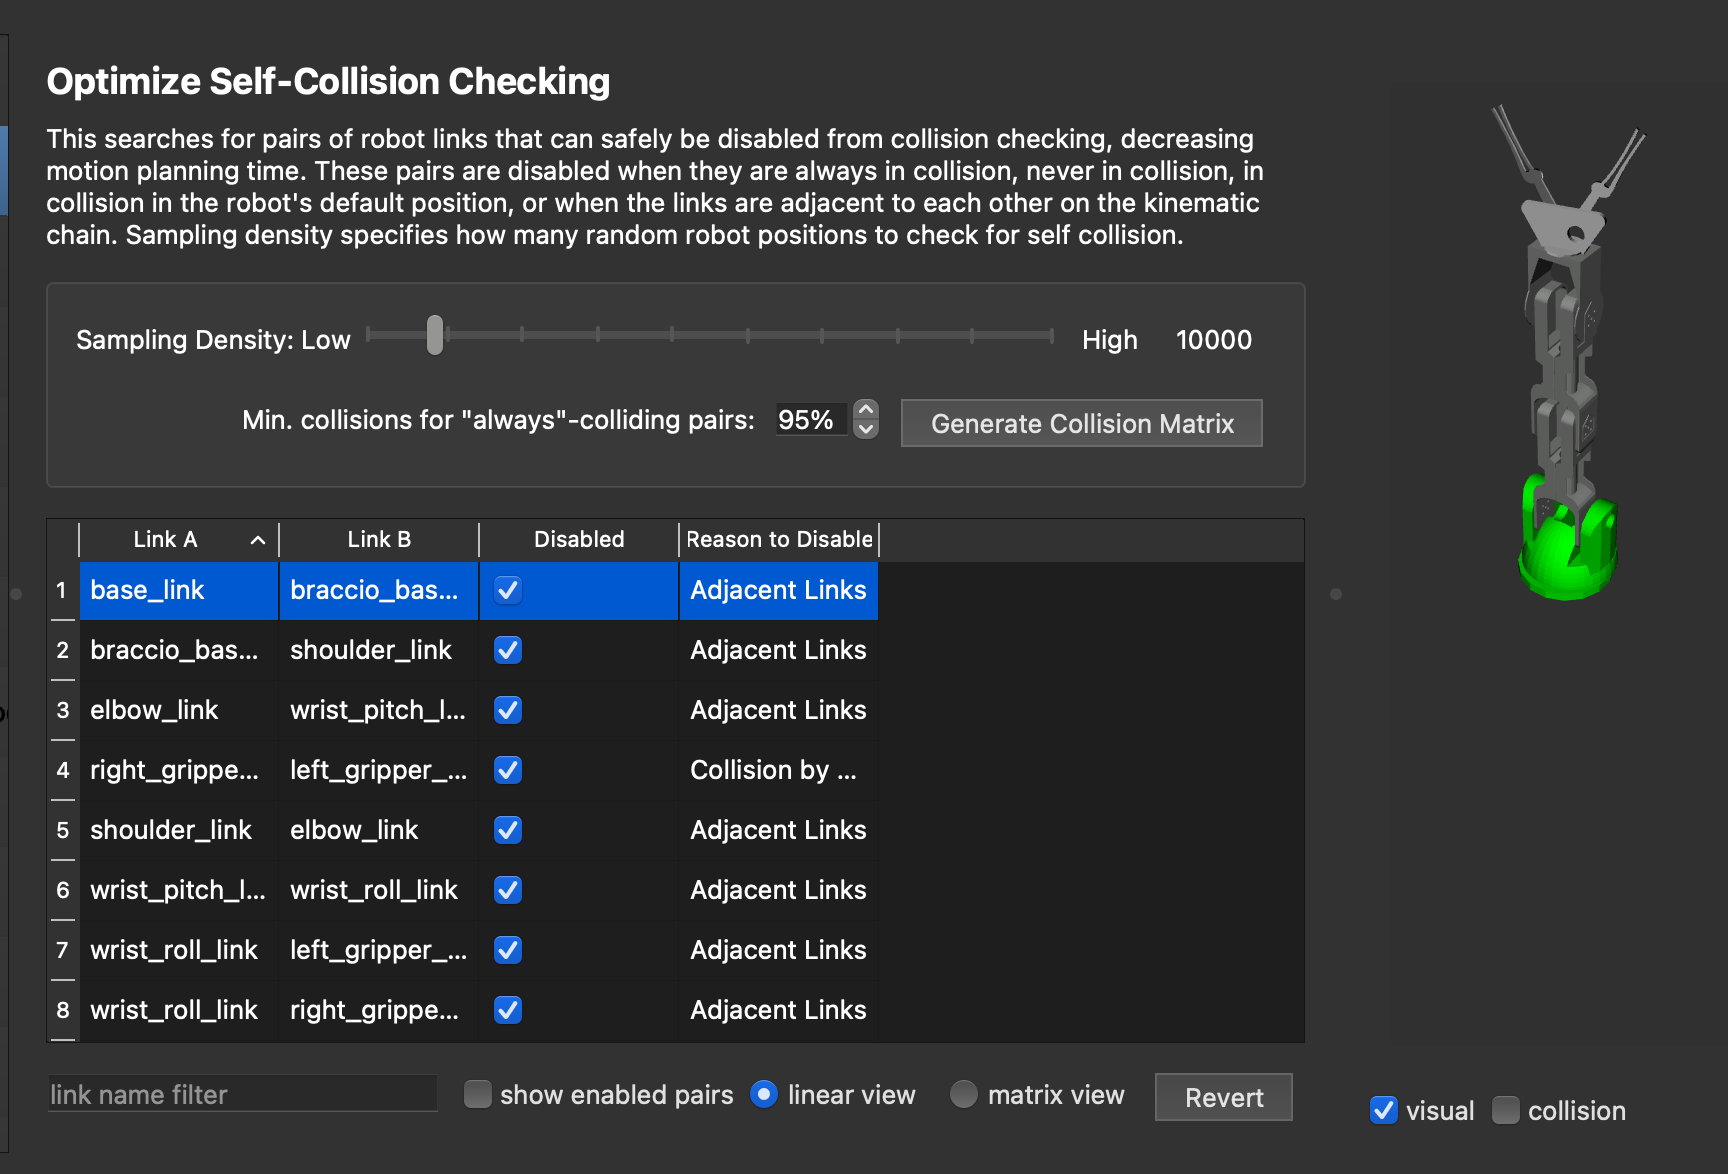 Optimize Self-Collision Checking
This searches for pairs of robot links that can safely be disabled from collision checking, decreasing
motion planning time. These pairs are disabled when they are always in collision, never in collision, in
collision in the robot's default position, or when the links are adjacent to each other on the kinematic
chain. Sampling density specifies how many random robot positions to check for self collision.
Sampling Density: Low High 10000
Min. collisions for "always"-colliding pairs: 95% Generate Collision Matrix
Link A Link B Disabled Reason to Disable
1 base_link braccio_bas... Adjacent Links
2 braccio_bas... shoulder_link Adjacent Links
3 elbow_link wrist_pitch_l... Adjacent Links
4 right_grippe... left_gripper_... Collision by ...
5 shoulder_link elbow_link Adjacent Links
6 wrist_pitch_l... wrist_roll_link Adjacent Links
7 wrist_roll_link left_gripper_... Adjacent Links
8 wrist_roll_link right_grippe... Adjacent Links
link name filter show enabled pairs linear view matrix view Revert
visual collision